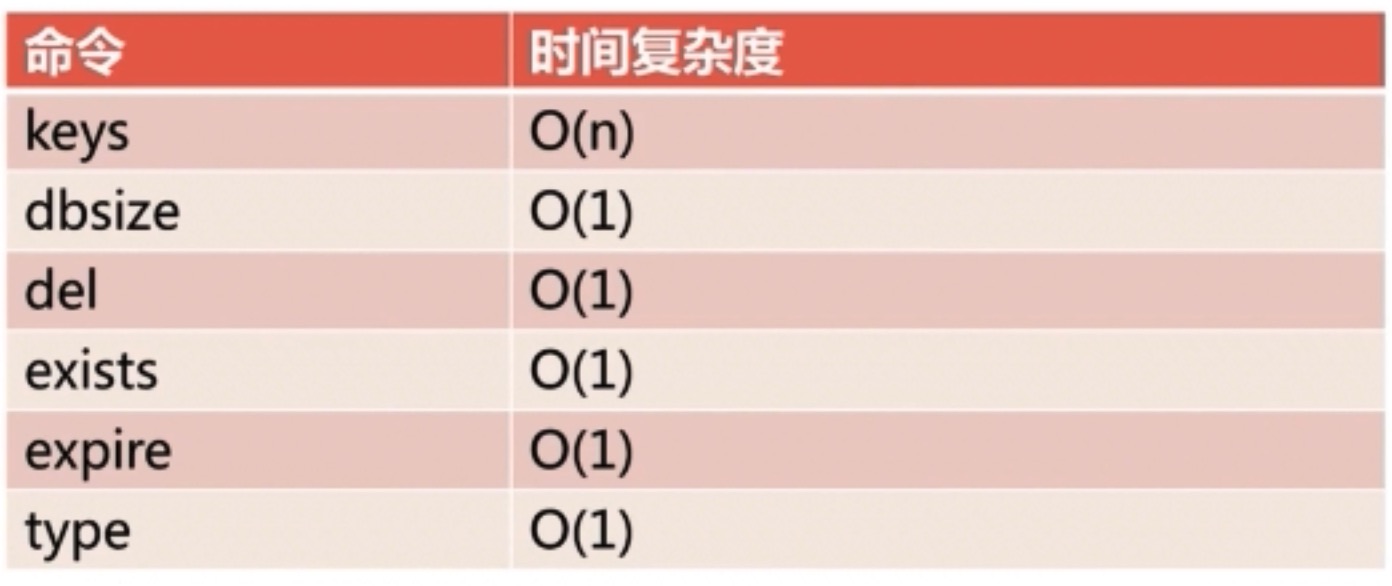 命令 时间复杂度
keys O(n)
dbsize O(1)
del O(1)
exists O(1)
expire O(1)
type O(1)